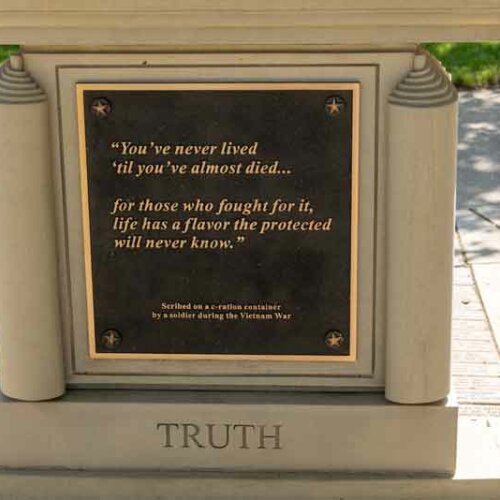 “You’ve never lived
‘til you’ve almost died...
for those who fought for it,
life has a flavor the protected
will never know.”
Scribed on a c-ration container
by a soldier during the Vietnam War
TRUTH